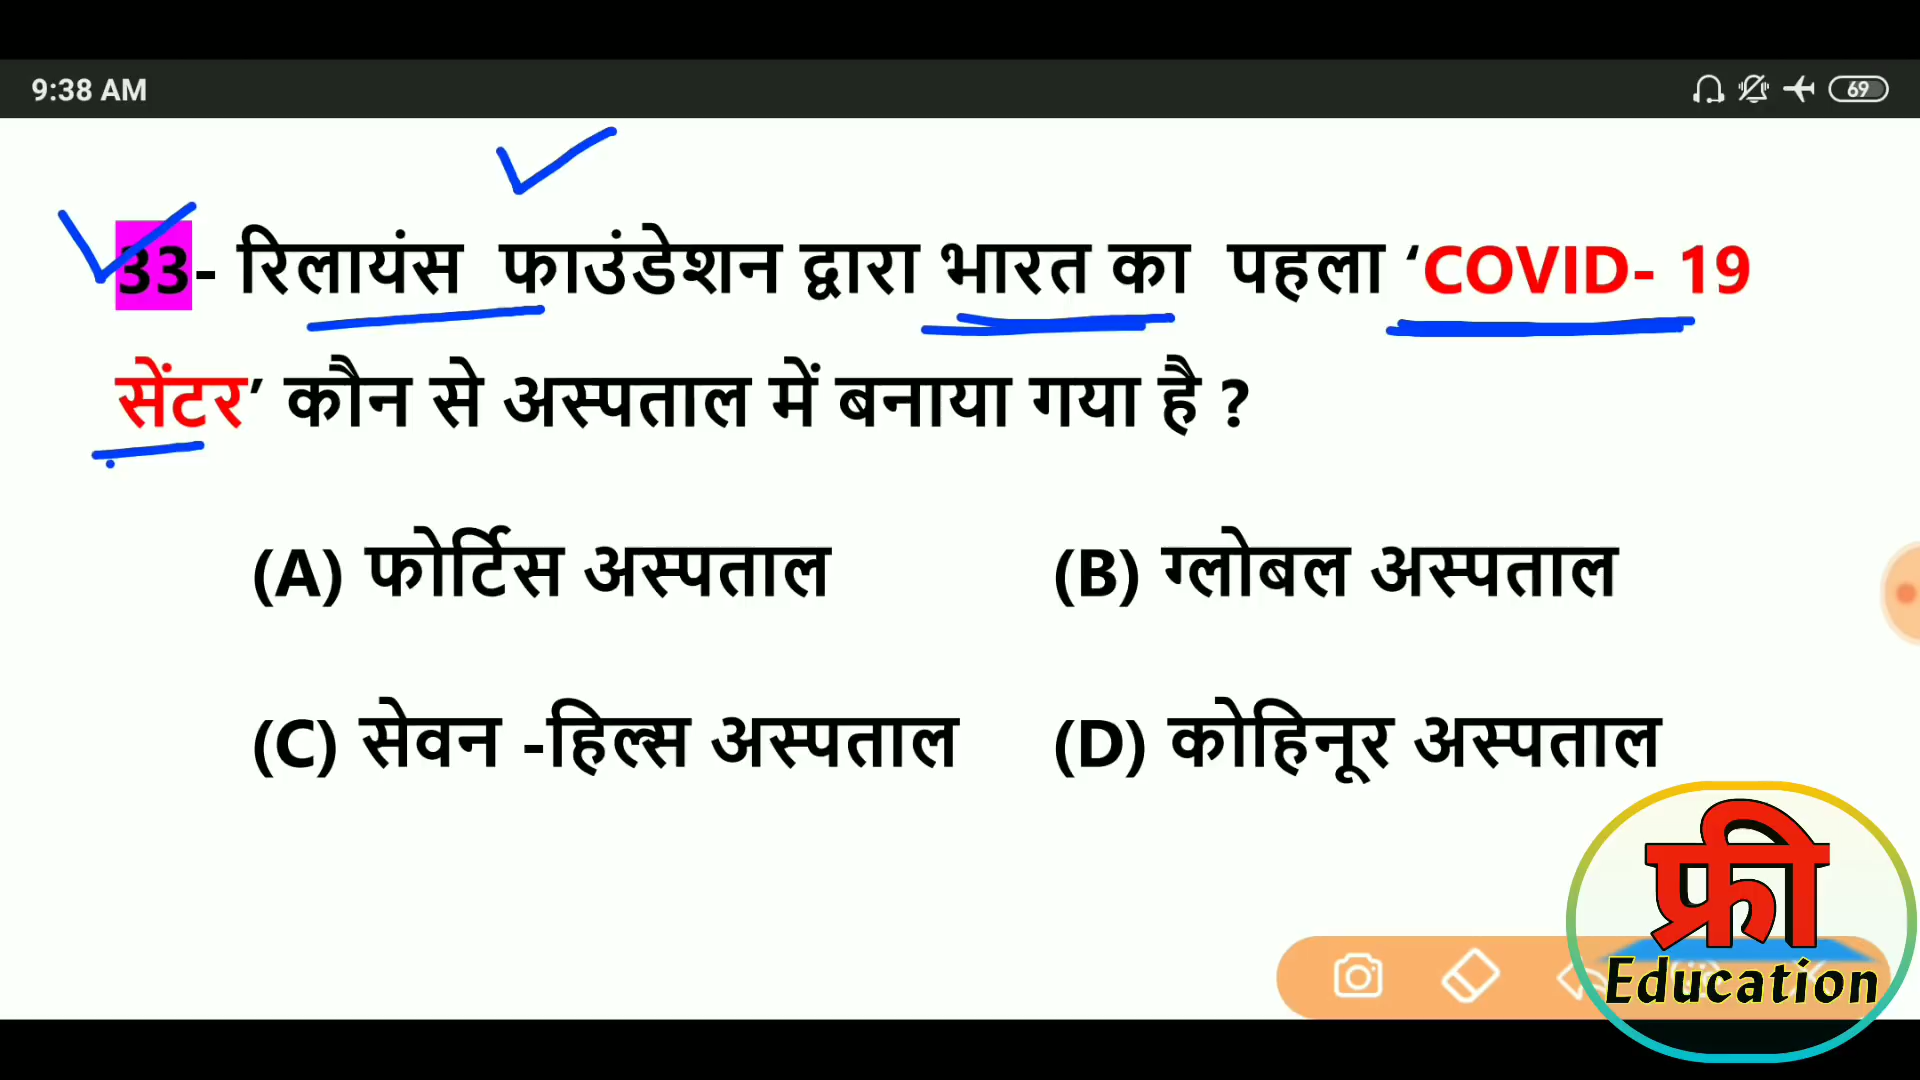 9:38 AM
69
33- रिलायंस फाउंडेशन द्वारा भारत का पहला ‘COVID- 19
सेंटर’ कौन से अस्पताल में बनाया गया है ?
(A) फोर्टिस अस्पताल (B) ग्लोबल अस्पताल
(C) सेवन -हिल्स अस्पताल (D) कोहिनूर अस्पताल
फ्री
Education